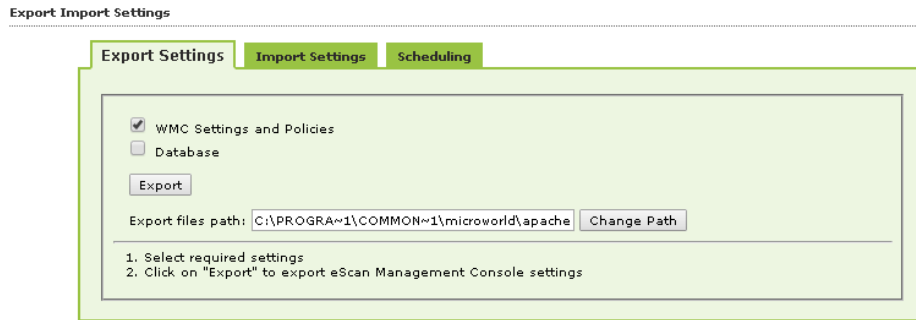 Export Import Settings
Export Settings Import Settings Scheduling
WMC Settings and Policies
Database
Export
Export files path: C:\PROGRA~1\COMMON~1\microworld\apache Change Path
1. Select required settings
2. Click on "Export" to export eScan Management Console settings